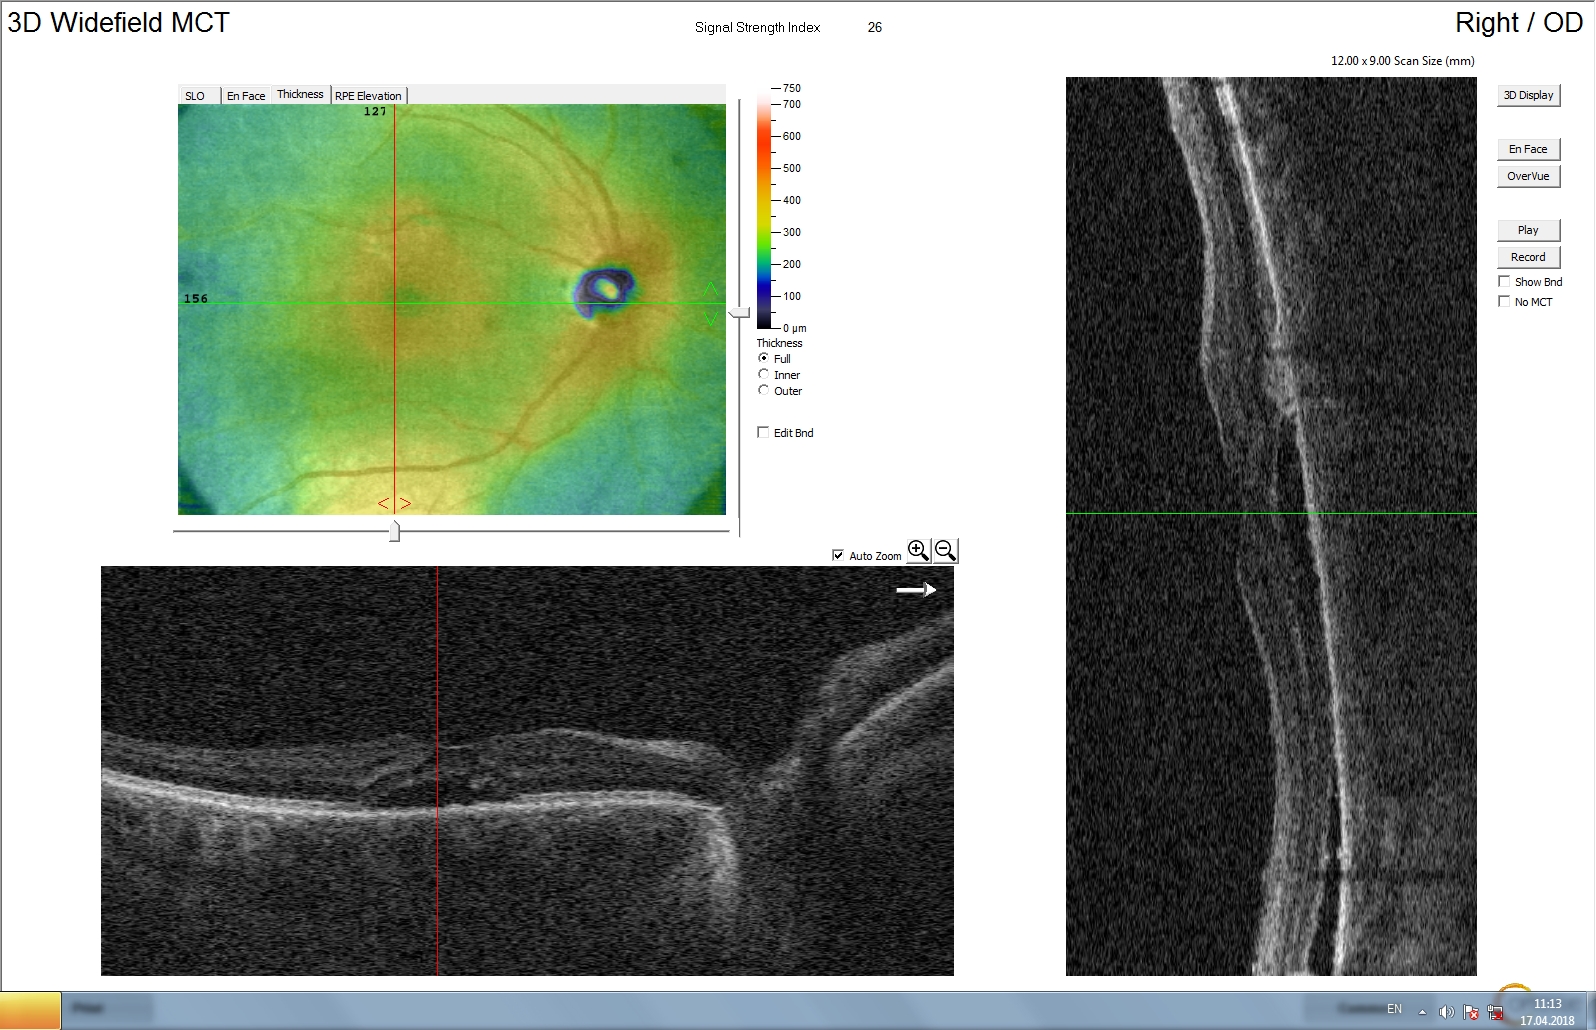 3D Widefield MCT
Signal Strength Index 26
Right / OD
12.00 x 9.00 Scan Size (mm)
SLO En Face Thickness RPE Elevation
127
156
750
700
600
500
400
300
200
100
0 µm
Thickness
Full
Inner
Outer
Edit Bnd
Auto Zoom
3D Display
En Face
OverVue
Play
Record
Show Bnd
No MCT
EN
11:13
17.04.2018